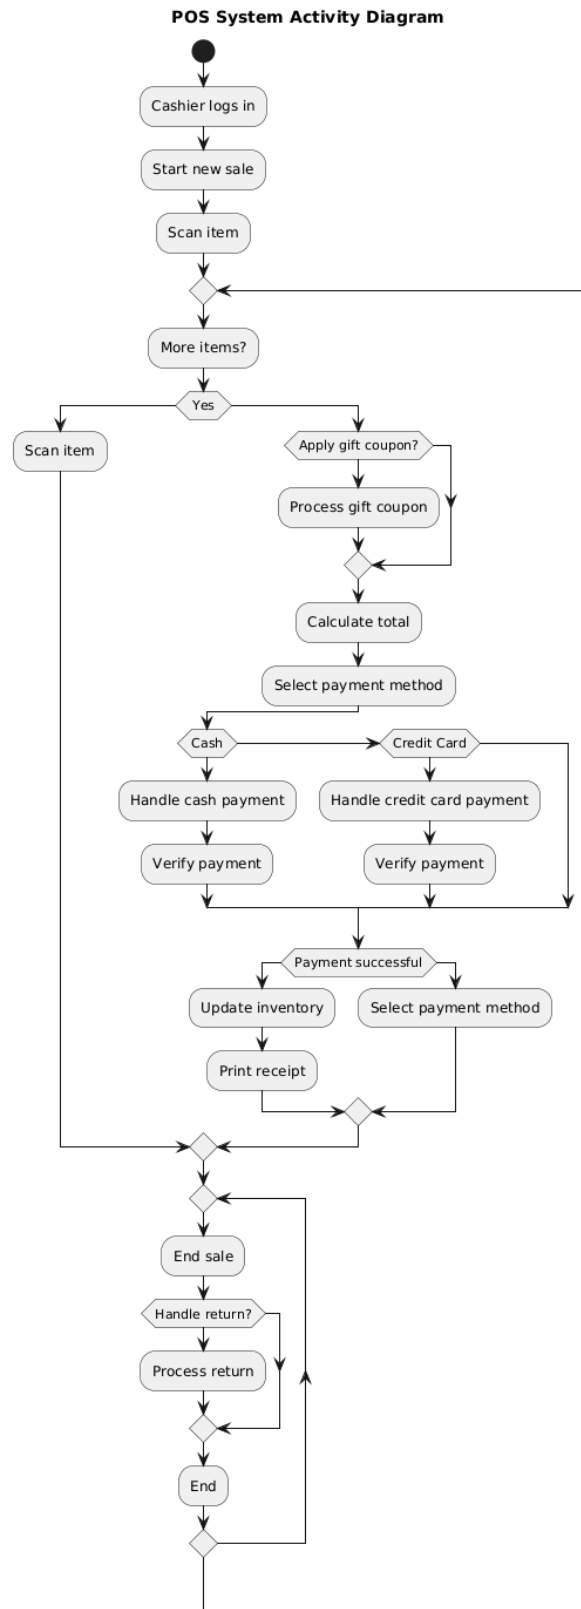 POS System Activity Diagram
Cashier logs in
Start new sale
Scan item
More items?
Yes
Scan item
Apply gift coupon?
Process gift coupon
Calculate total
Select payment method
Cash
Credit Card
Handle cash payment
Handle credit card payment
Verify payment
Verify payment
Payment successful
Update inventory
Select payment method
Print receipt
End sale
Handle return?
Process return
End